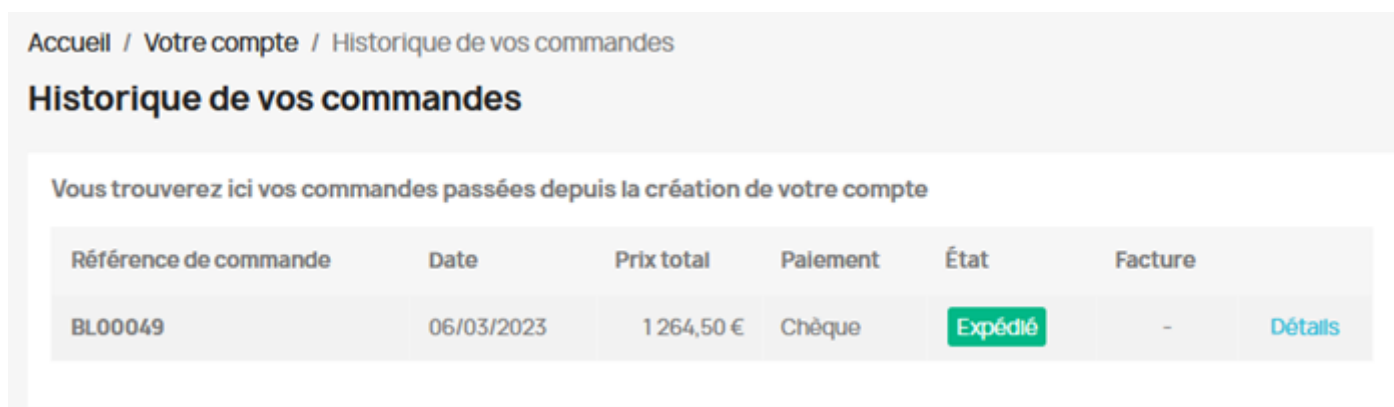 Accueil / Votre compte / Historique de vos commandes
Historique de vos commandes
Vous trouverez ici vos commandes passées depuis la création de votre compte
Référence de commande Date Prix total Paiement État Facture
BL00049 06/03/2023 1 264,50 € Chèque Expédié - Détails